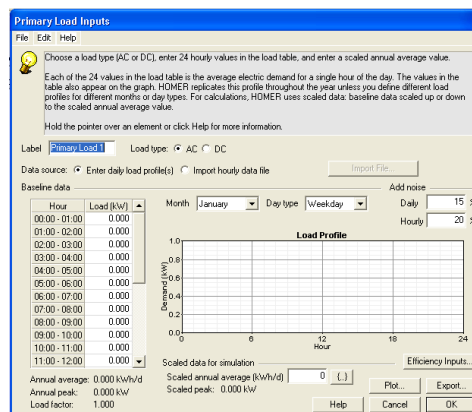 Primary Load Inputs
File Edit Help
Choose a load type (AC or DC), enter 24 hourly values in the load table, and enter a scaled annual average value.
Each of the 24 values in the load table is the average electric demand for a single hour of the day. The values in the
table also appear on the graph. HOMER replicates this profile throughout the year unless you define different load
profiles for different months or day types. For calculations, HOMER uses scaled data: baseline data scaled up or down
to the scaled annual average value.
Hold the pointer over an element or click Help for more information.
Label Primary Load 1 Load type: AC DC
Data source: Enter daily load profile(s) Import hourly data file Import File...
Baseline data
Hour Load (kW)
00:00 - 01:00 0.000
01:00 - 02:00 0.000
02:00 - 03:00 0.000
03:00 - 04:00 0.000
04:00 - 05:00 0.000
05:00 - 06:00 0.000
06:00 - 07:00 0.000
07:00 - 08:00 0.000
08:00 - 09:00 0.000
09:00 - 10:00 0.000
10:00 - 11:00 0.000
11:00 - 12:00 0.000
Annual average: 0.000 kWh/d
Annual peak: 0.000 kW
Load factor: 1.000
Month January Day type Weekday
Add noise
Daily 15 %
Hourly 20 %
Load Profile
Demand (kW)
1.0
0.8
0.6
0.4
0.2
0.0
0 6 12 18 24
Hour
Scaled data for simulation
Scaled annual average (kWh/d) 0 {..}
Scaled peak: 0.000 kW
Efficiency Inputs...
Plot... Export...
Help Cancel OK